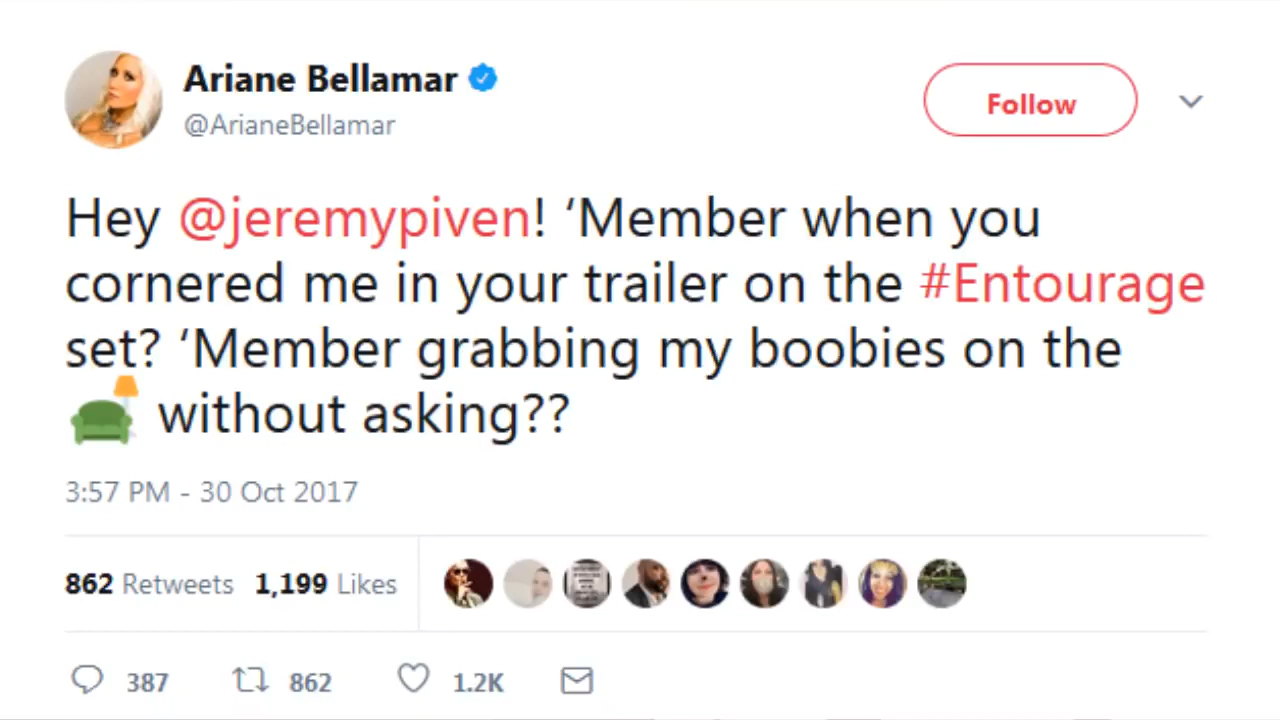 Ariane Bellamar
@ArianeBellamar
Follow
Hey @jeremypiven! ‘Member when you
cornered me in your trailer on the #Entourage
set? ‘Member grabbing my boobies on the
without asking??
3:57 PM - 30 Oct 2017
862 Retweets 1,199 Likes
387 862 1.2K